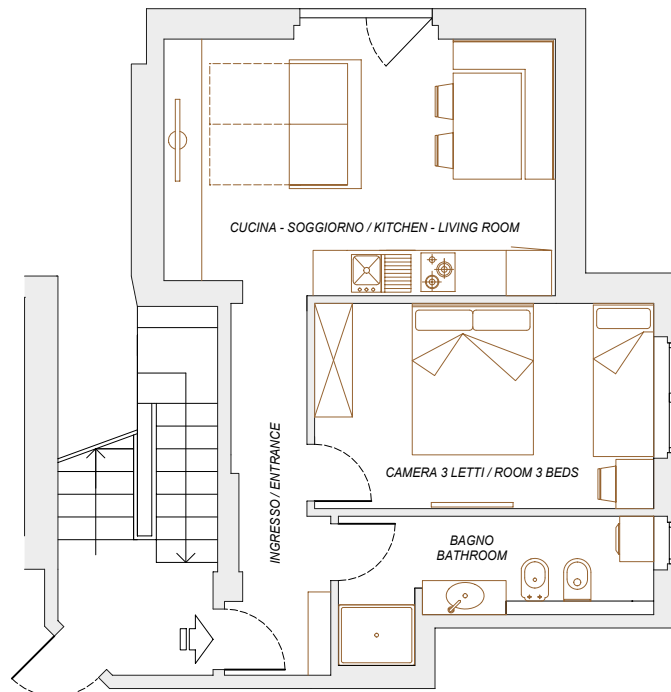 CUCINA - SOGGIORNO / KITCHEN - LIVING ROOM
INGRESSO / ENTRANCE
CAMERA 3 LETTI / ROOM 3 BEDS
BAGNO
BATHROOM